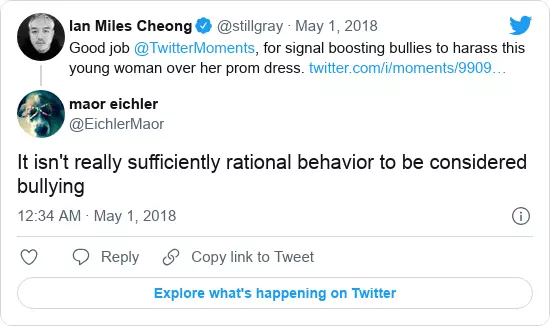 Ian Miles Cheong @stillgray · May 1, 2018
Good job @TwitterMoments, for signal boosting bullies to harass this
young woman over her prom dress. twitter.com/i/moments/9909…
maor eichler
@EichlerMaor
It isn't really sufficiently rational behavior to be considered
bullying
12:34 AM · May 1, 2018
Reply Copy link to Tweet
Explore what's happening on Twitter